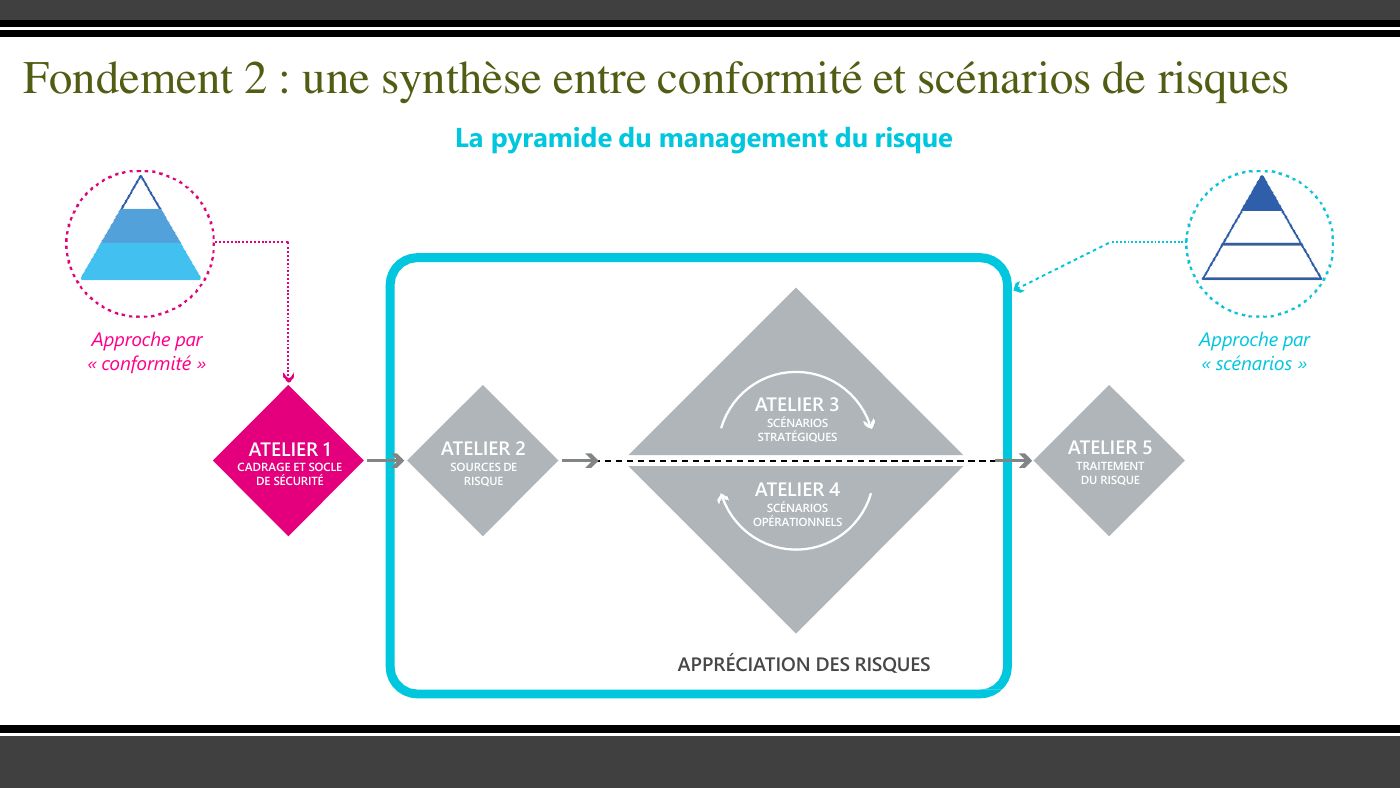 Fondement 2 : une synthèse entre conformité et scénarios de risques
La pyramide du management du risque
Approche par
« conformité »
Approche par
« scénarios »
ATELIER 1
CADRAGE ET SOCLE
DE SÉCURITÉ
ATELIER 2
SOURCES DE
RISQUE
ATELIER 3
SCÉNARIOS
STRATÉGIQUES
ATELIER 4
SCÉNARIOS
OPÉRATIONNELS
ATELIER 5
TRAITEMENT
DU RISQUE
APPRÉCIATION DES RISQUES